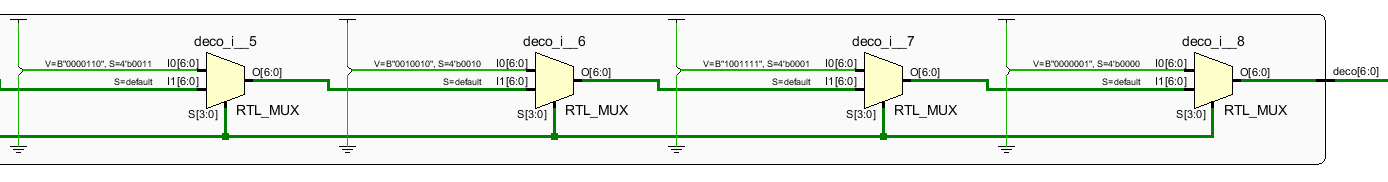 deco_i__5
V=B"0000110", S=4'b0011
I0[6:0]
S=default
I1[6:0]
O[6:0]
S[3:0]
RTL_MUX
deco_i__6
V=B"0010010", S=4'b0010
I0[6:0]
S=default
I1[6:0]
O[6:0]
S[3:0]
RTL_MUX
deco_i__7
V=B"1001111", S=4'b0001
I0[6:0]
S=default
I1[6:0]
O[6:0]
S[3:0]
RTL_MUX
deco_i__8
V=B"0000001", S=4'b0000
I0[6:0]
S=default
I1[6:0]
O[6:0]
S[3:0]
RTL_MUX
deco[6:0]